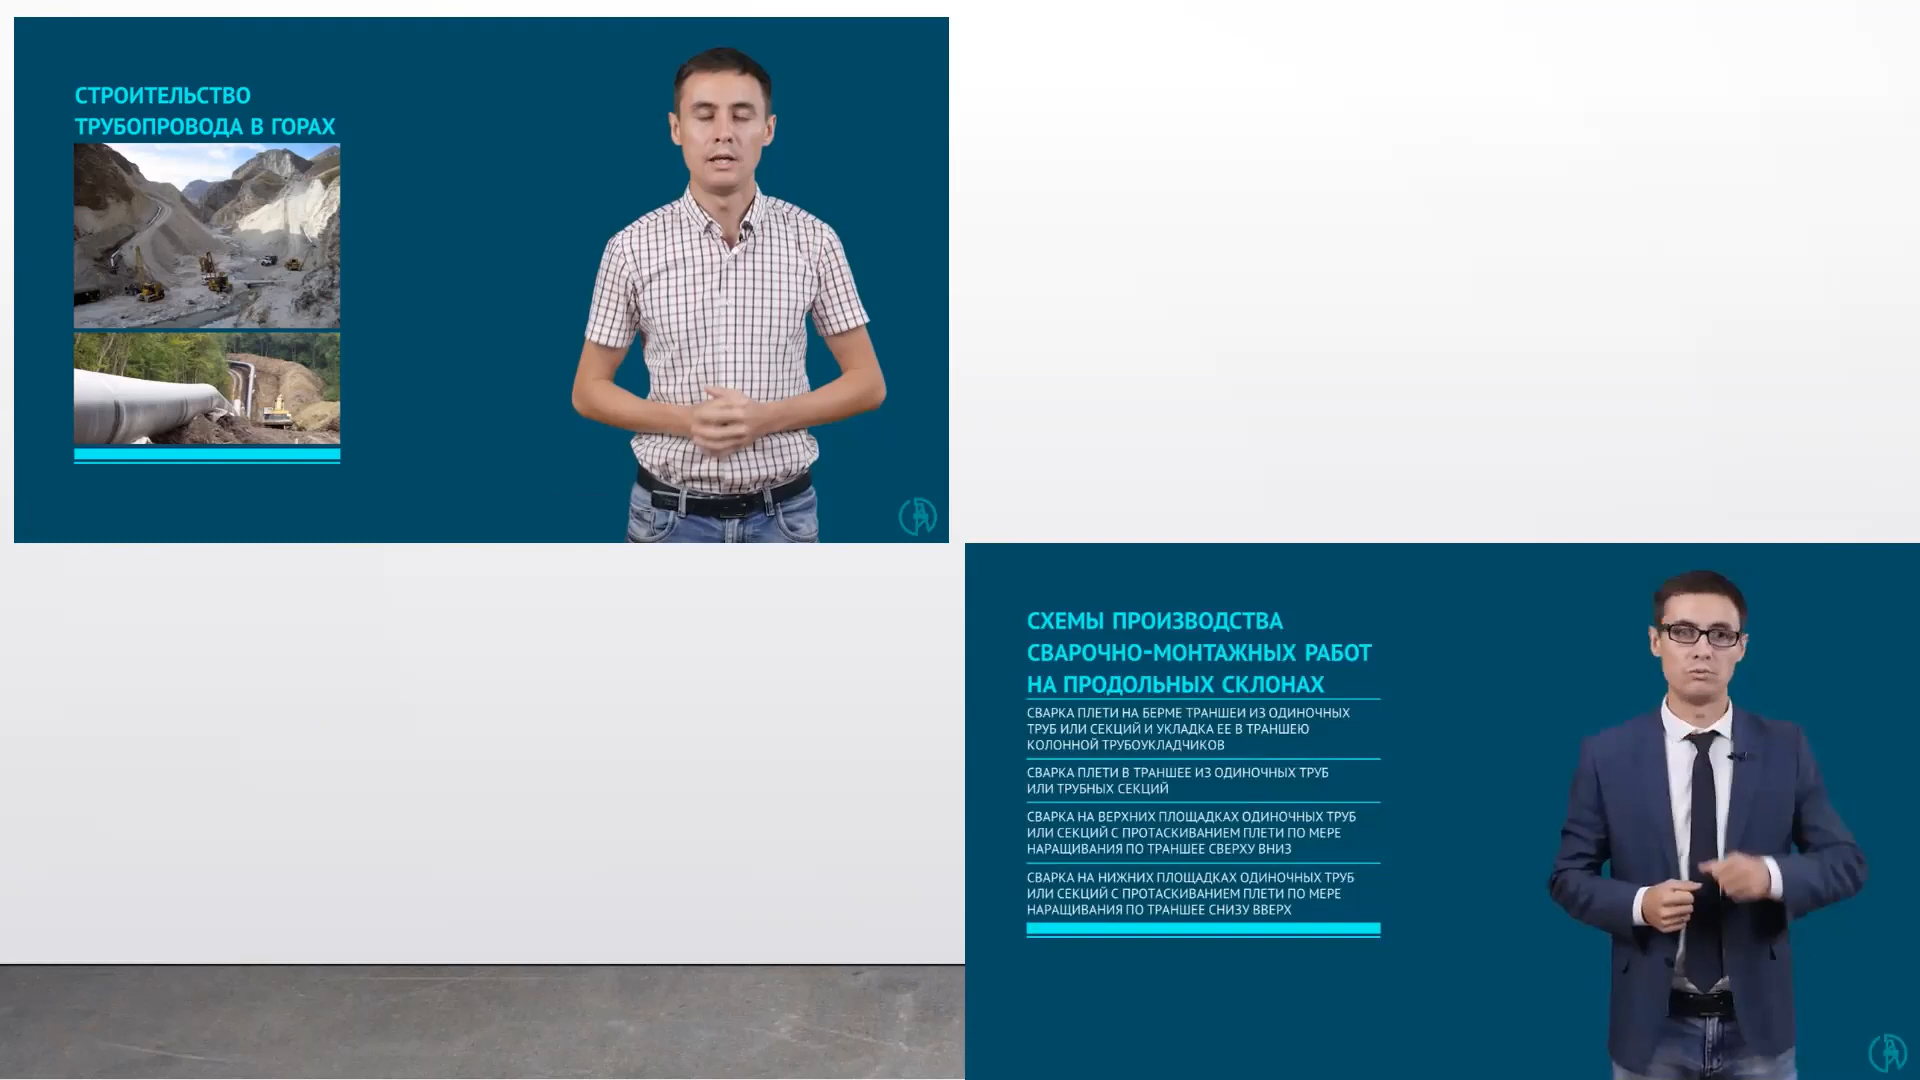 СТРОИТЕЛЬСТВО
ТРУБОПРОВОДА В ГОРАХ
СХЕМЫ ПРОИЗВОДСТВА
СВАРОЧНО-МОНТАЖНЫХ РАБОТ
НА ПРОДОЛЬНЫХ СКЛОНАХ
СВАРКА ПЛЕТИ НА БЕРМЕ ТРАНШЕИ ИЗ ОДИНОЧНЫХ
ТРУБ ИЛИ СЕКЦИЙ И УКЛАДКА ЕЕ В ТРАНШЕЮ
КОЛОННОЙ ТРУБОУКЛАДЧИКОВ
СВАРКА ПЛЕТИ В ТРАНШЕЕ ИЗ ОДИНОЧНЫХ ТРУБ
ИЛИ ТРУБНЫХ СЕКЦИЙ
СВАРКА НА ВЕРХНИХ ПЛОЩАДКАХ ОДИНОЧНЫХ ТРУБ
ИЛИ СЕКЦИЙ С ПРОТАСКИВАНИЕМ ПЛЕТИ ПО МЕРЕ
НАРАЩИВАНИЯ ПО ТРАНШЕЕ СВЕРХУ ВНИЗ
СВАРКА НА НИЖНИХ ПЛОЩАДКАХ ОДИНОЧНЫХ ТРУБ
ИЛИ СЕКЦИЙ С ПРОТАСКИВАНИЕМ ПЛЕТИ ПО МЕРЕ
НАРАЩИВАНИЯ ПО ТРАНШЕЕ СНИЗУ ВВЕРХ